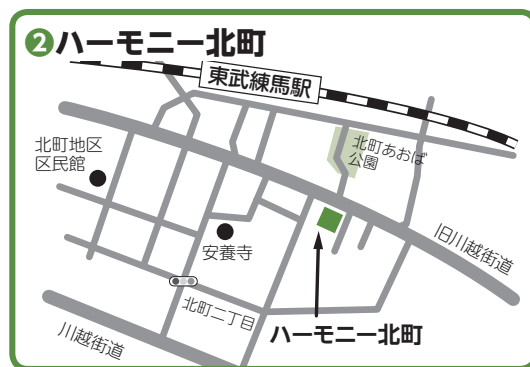 ❷ハーモニー北町
東武練馬駅
北町地区
区民館
北町あおば
公園
安養寺
旧川越街道
北町二丁目
ハーモニー北町
川越街道